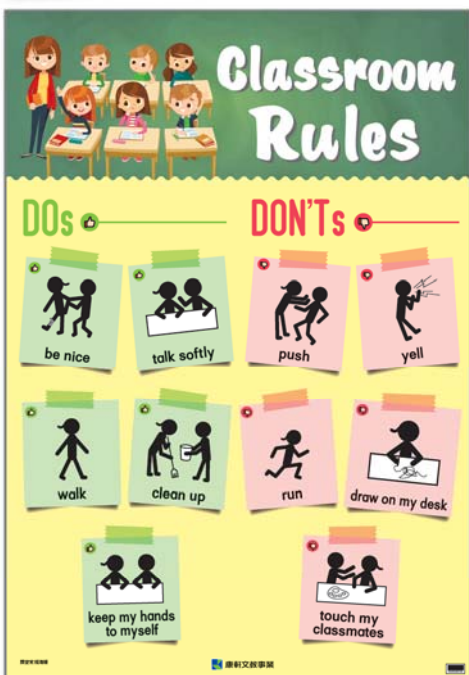 Classroom
Rules
DOs
DON'Ts
be nice
talk softly
push
yell
walk
clean up
run
draw on my desk
keep my hands
to myself
touch my
classmates
康軒文教事業